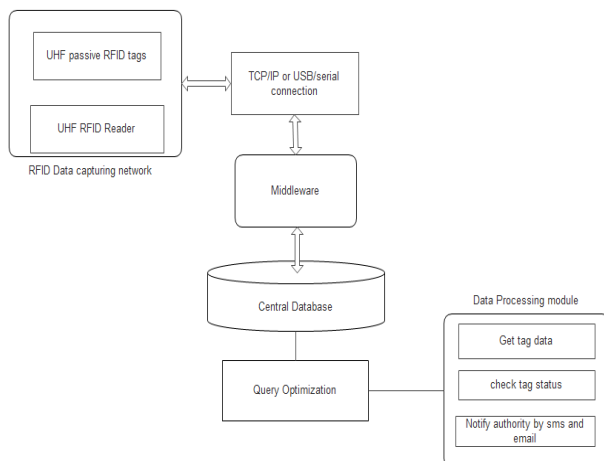 UHF passive RFID tags
UHF RFID Reader
RFID Data capturing network
TCP/IP or USB/serial
connection
Middleware
Central Database
Query Optimization
Data Processing module
Get tag data
check tag status
Notify authority by sms and
email